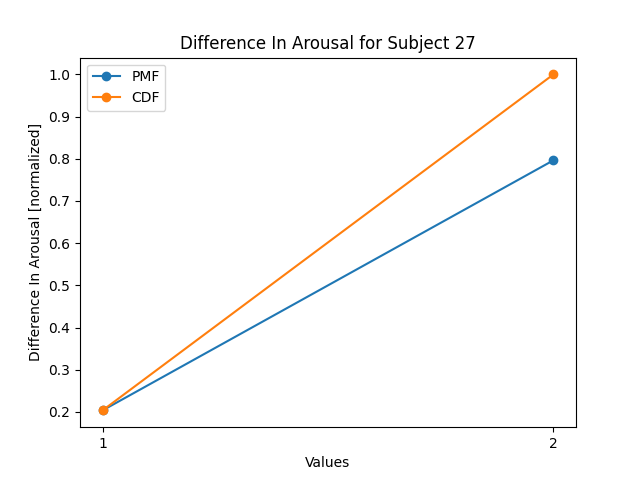 Difference In Arousal for Subject 27
PMF
CDF
Difference In Arousal [normalized]
1.0
0.9
0.8
0.7
0.6
0.5
0.4
0.3
0.2
1
2
Values